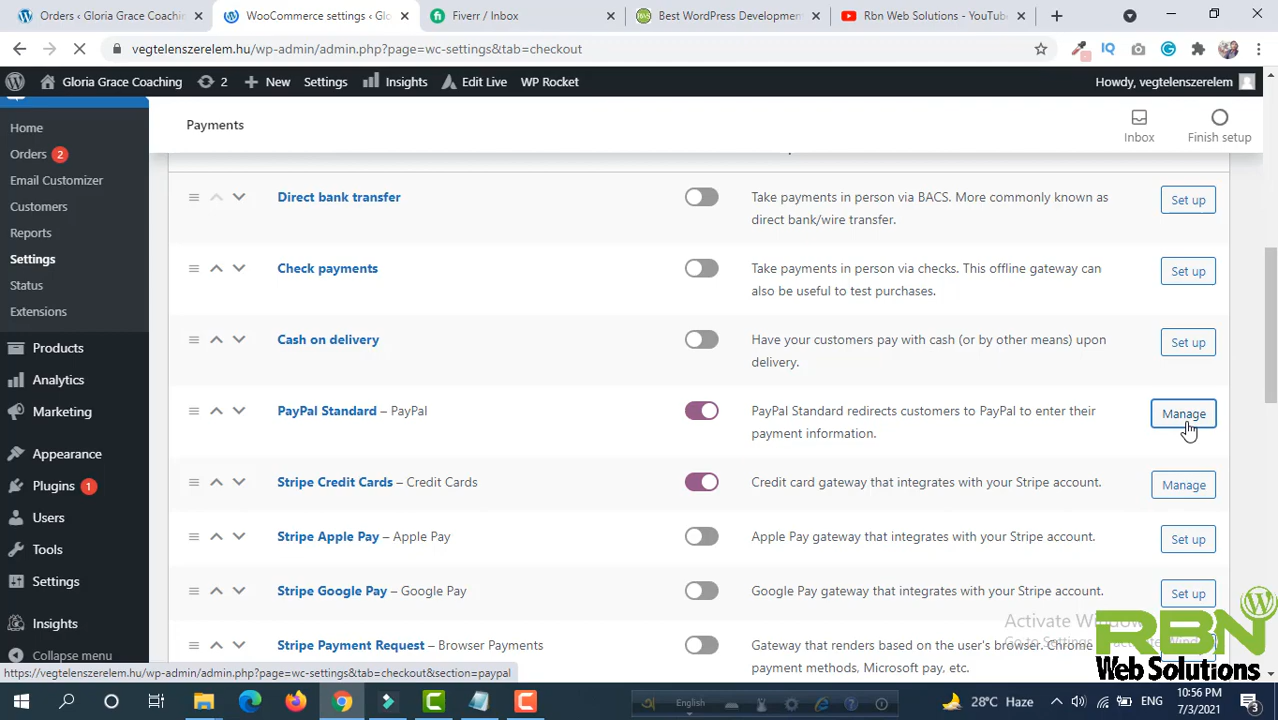 Orders ‹ Gloria Grace Coachin
WooCommerce settings ‹ Glo
Fiverr / Inbox
Best WordPress Developmen
Rbn Web Solutions - YouTube
vegtelenszerelem.hu/wp-admin/admin.php?page=wc-settings&tab=checkout
Gloria Grace Coaching
2
New
Settings
Insights
Edit Live
WP Rocket
Howdy, vegtelenszerelem
Payments
Inbox
Finish setup
Home
Orders 2
Email Customizer
Customers
Reports
Settings
Status
Extensions
Products
Analytics
Marketing
Appearance
Plugins 1
Users
Tools
Settings
Insights
Collapse menu
Direct bank transfer
Take payments in person via BACS. More commonly known as
direct bank/wire transfer.
Set up
Check payments
Take payments in person via checks. This offline gateway can
also be useful to test purchases.
Set up
Cash on delivery
Have your customers pay with cash (or by other means) upon
delivery.
Set up
PayPal Standard – PayPal
PayPal Standard redirects customers to PayPal to enter their
payment information.
Manage
Stripe Credit Cards – Credit Cards
Credit card gateway that integrates with your Stripe account.
Manage
Stripe Apple Pay – Apple Pay
Apple Pay gateway that integrates with your Stripe account.
Set up
Stripe Google Pay – Google Pay
Google Pay gateway that integrates with your Stripe account.
Set up
Stripe Payment Request – Browser Payments
Gateway that renders based on the user's browser. Chrome
payment methods, Microsoft pay, etc.
Activate Windows
Go to Settings
RBN
Web Solutions
https://vegtelenszerelem.hu/wp-admin/admin.php?page=wc-settings&tab=checkout&section=paypal
English
28°C Haze
ENG
10:56 PM
7/3/2021
3